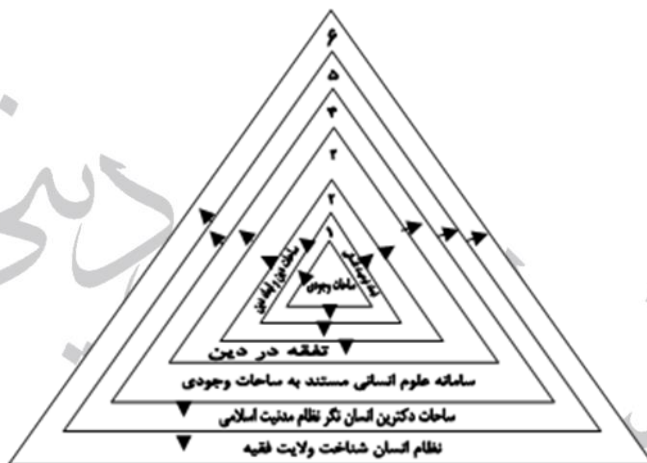 ۶
۵
۴
۳
۲
۱
ساحات وجودی
تفقه در دین
سامانه علوم انسانی مستند به ساحات وجودی
ساحات دکترین انسان نگر نظام مدنیت اسلامی
نظام انسان شناخت ولایت فقیه